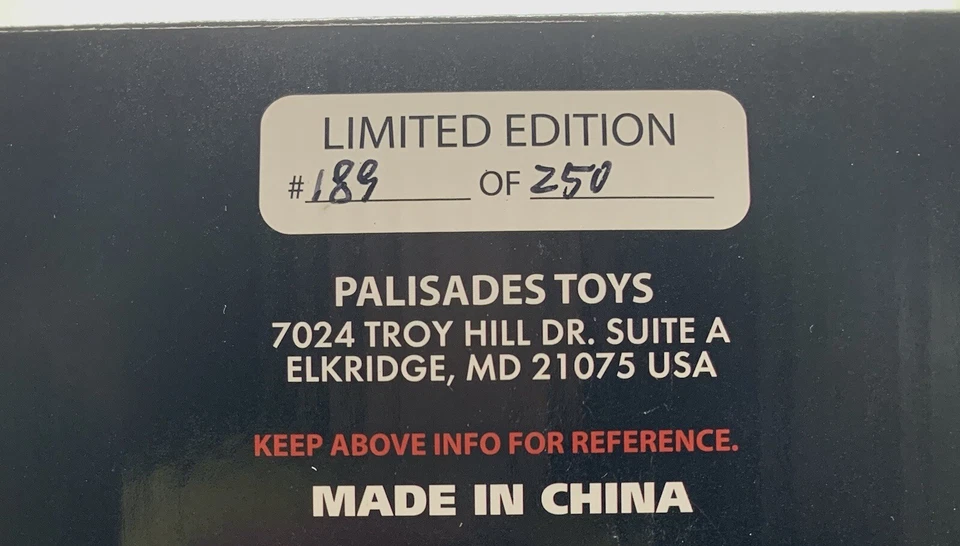 LIMITED EDITION
#189 OF 250
PALISADES TOYS
7024 TROY HILL DR. SUITE A
ELKRIDGE, MD 21075 USA
KEEP ABOVE INFO FOR REFERENCE.
MADE IN CHINA